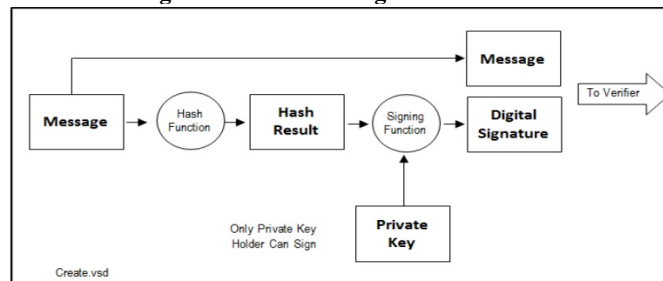 Message
To Verifier
Message
Hash
Function
Hash
Result
Signing
Function
Digital
Signature
Only Private Key
Holder Can Sign
Private
Key
Create.vsd